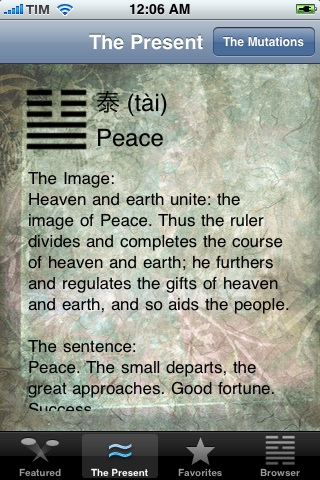 TIM 12:06 AM
The Present The Mutations
泰 (tài)
Peace
The Image:
Heaven and earth unite: the
image of Peace. Thus the ruler
divides and completes the course
of heaven and earth; he furthers
and regulates the gifts of heaven
and earth, and so aids the people.
The sentence:
Peace. The small departs, the
great approaches. Good fortune.
Success
Featured The Present Favorites Browser